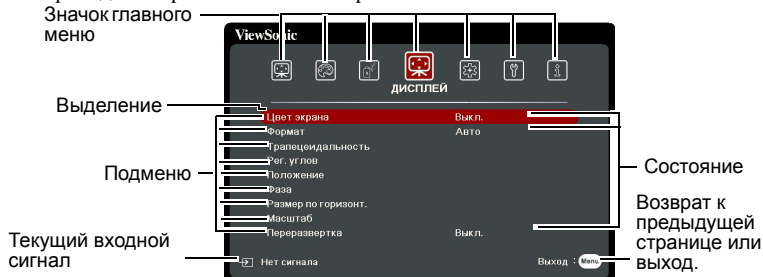 Значок главного
меню
ViewSonic
ДИСПЛЕЙ
Выделение
Цвет экрана Выкл.
Формат Авто
Трапецеидальность
Рег. углов
Подменю
Положение
Состояние
Фаза
Размер по горизонт.
Масштаб
Переразвертка Выкл.
Возврат к
предыдущей
странице или
выход.
Текущий входной
сигнал
Нет сигнала Выход : Menu